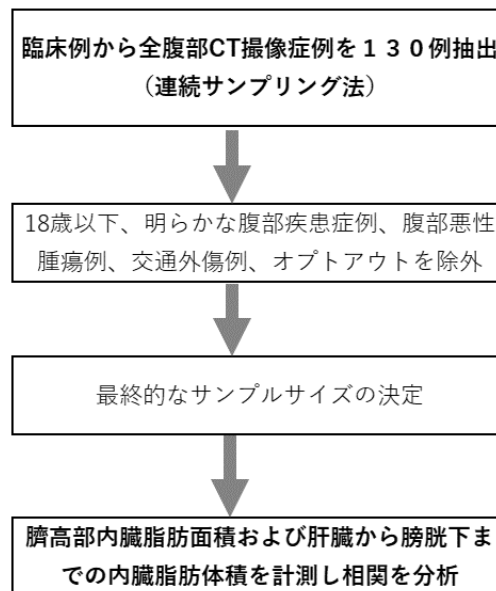 臨床例から全腹部CT撮像症例を１３０例抽出
（連続サンプリング法）
18歳以下、明らかな腹部疾患症例、腹部悪性
腫瘍例、交通外傷例、オプトアウトを除外
最終的なサンプルサイズの決定
臍高部内臓脂肪面積および肝臓から膀胱下ま
での内臓脂肪体積を計測し相関を分析